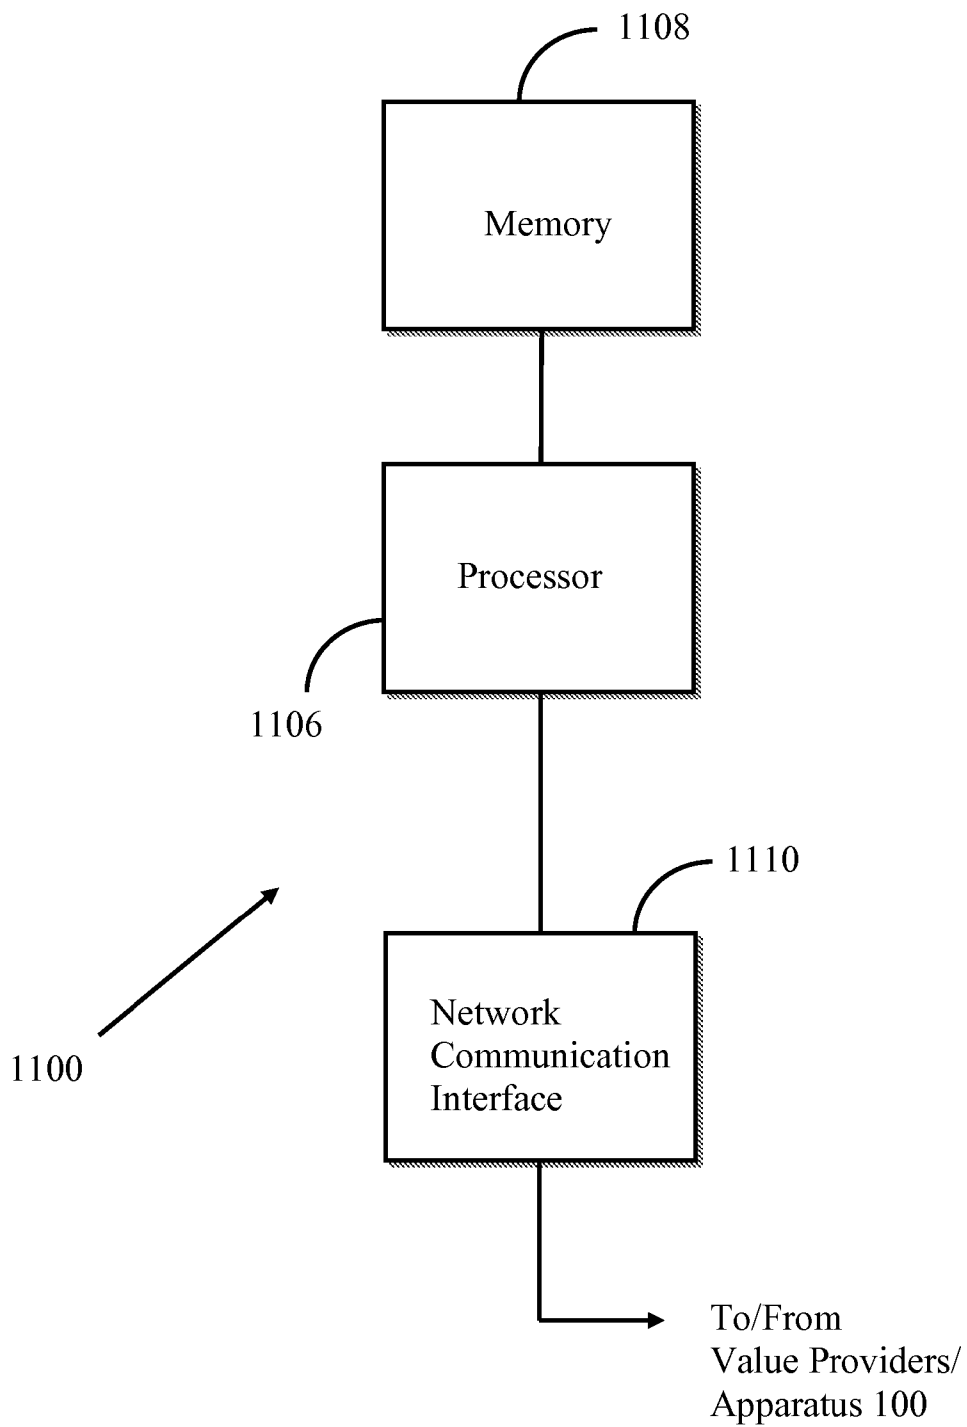 1108
Memory
Processor
1106
1110
Network
Communication
Interface
1100
To/From
Value Providers/
Apparatus 100